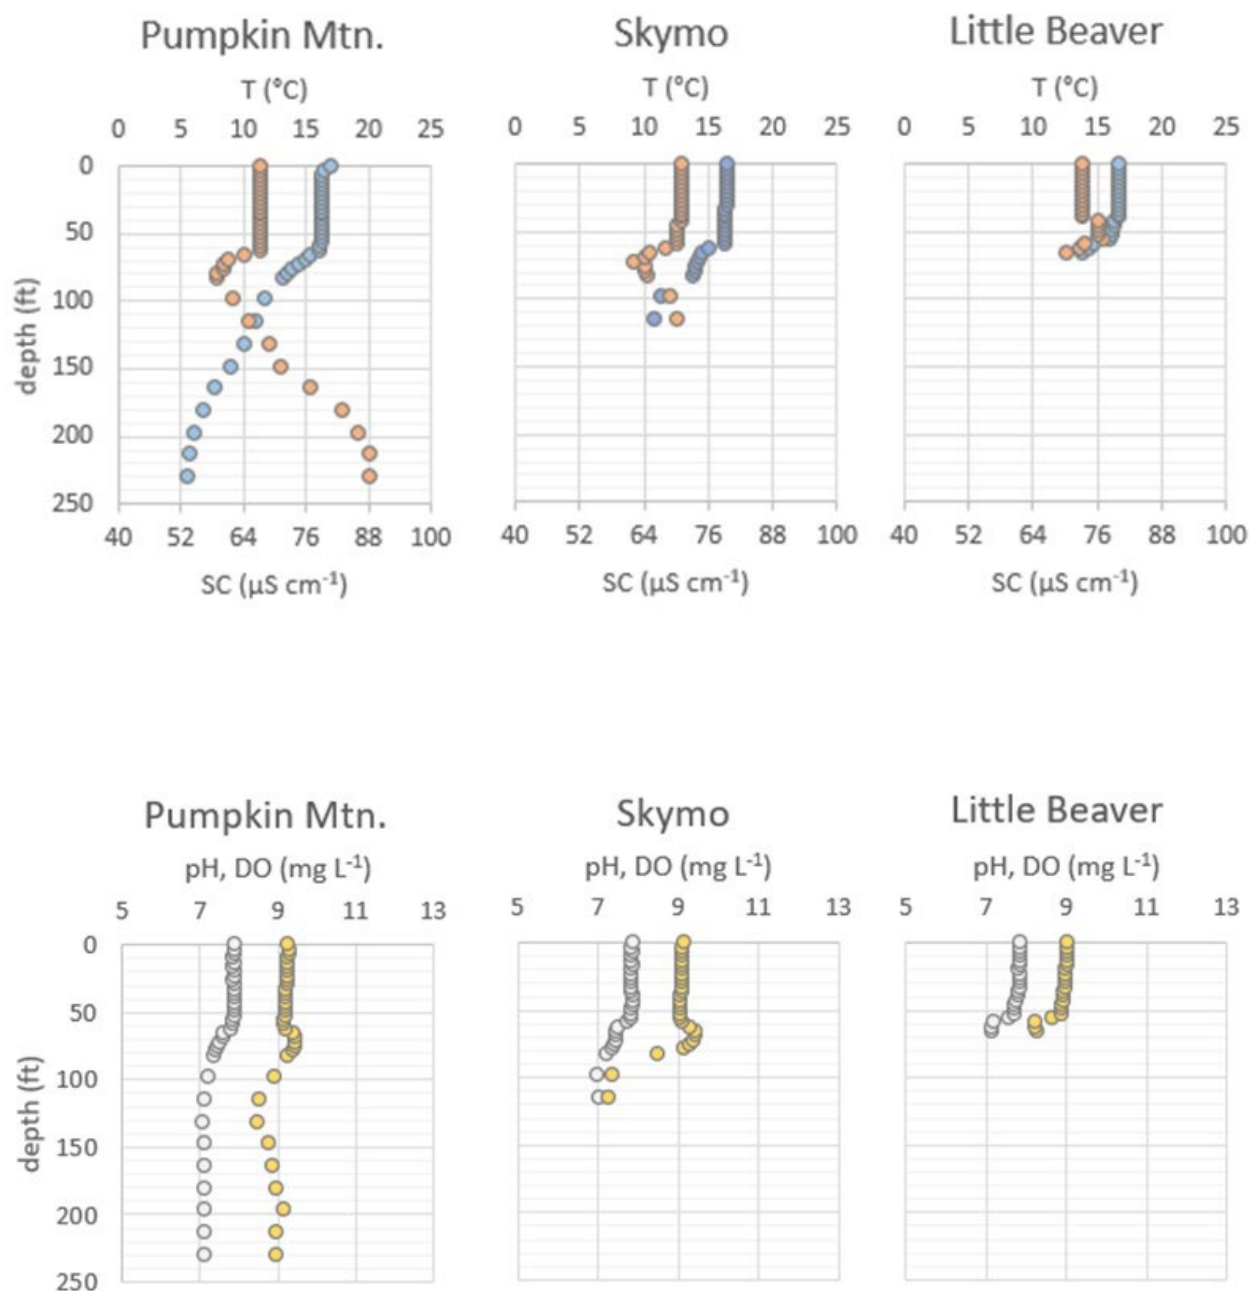 Pumpkin Mtn. Skymo Little Beaver
T (°C) T (°C) T (°C)
0 5 10 15 20 25 0 5 10 15 20 25 0 5 10 15 20 25
0
50
100
150
200
250
depth (ft)
40 52 64 76 88 100 40 52 64 76 88 100 40 52 64 76 88 100
SC (µS cm⁻¹) SC (µS cm⁻¹) SC (µS cm⁻¹)
Pumpkin Mtn. Skymo Little Beaver
pH, DO (mg L⁻¹) pH, DO (mg L⁻¹) pH, DO (mg L⁻¹)
5 7 9 11 13 5 7 9 11 13 5 7 9 11 13
0
50
100
150
200
250
depth (ft)